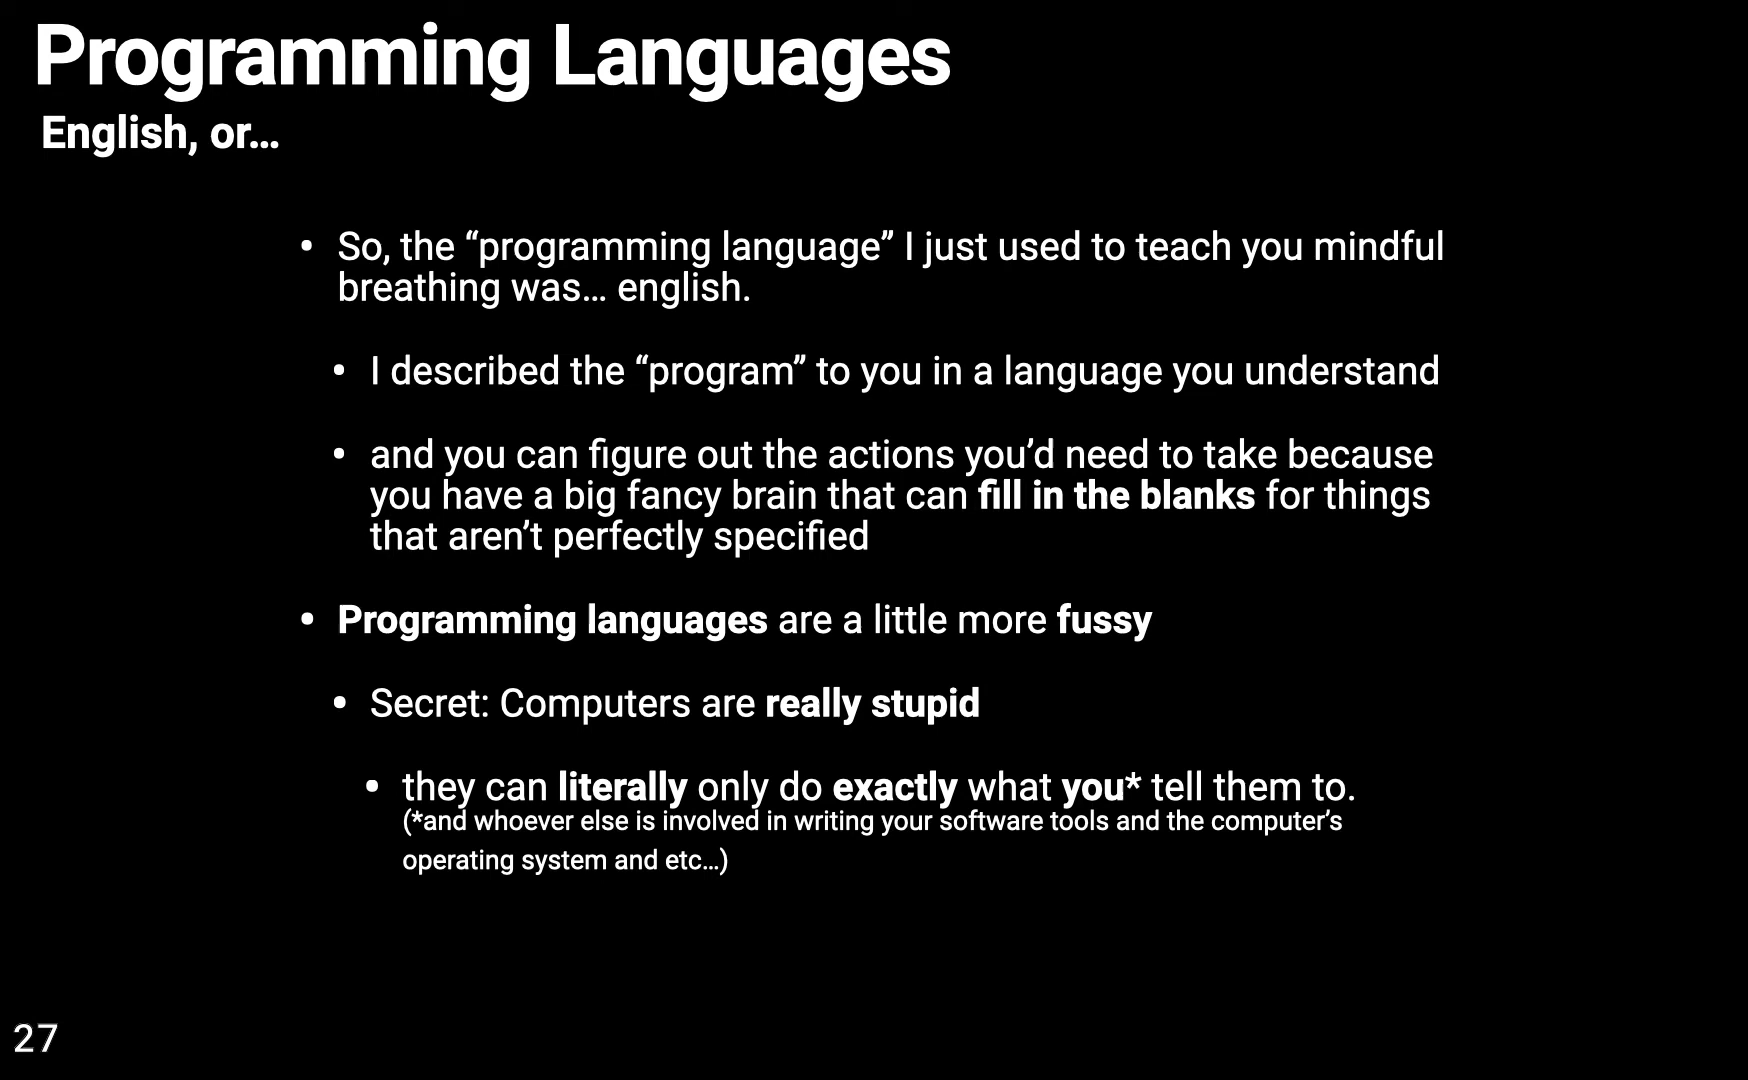 Programming Languages
English, or...
• So, the “programming language” I just used to teach you mindful
breathing was... english.
• I described the “program” to you in a language you understand
• and you can figure out the actions you’d need to take because
you have a big fancy brain that can fill in the blanks for things
that aren’t perfectly specified
• Programming languages are a little more fussy
• Secret: Computers are really stupid
• they can literally only do exactly what you* tell them to.
(*and whoever else is involved in writing your software tools and the computer’s
operating system and etc...)
27